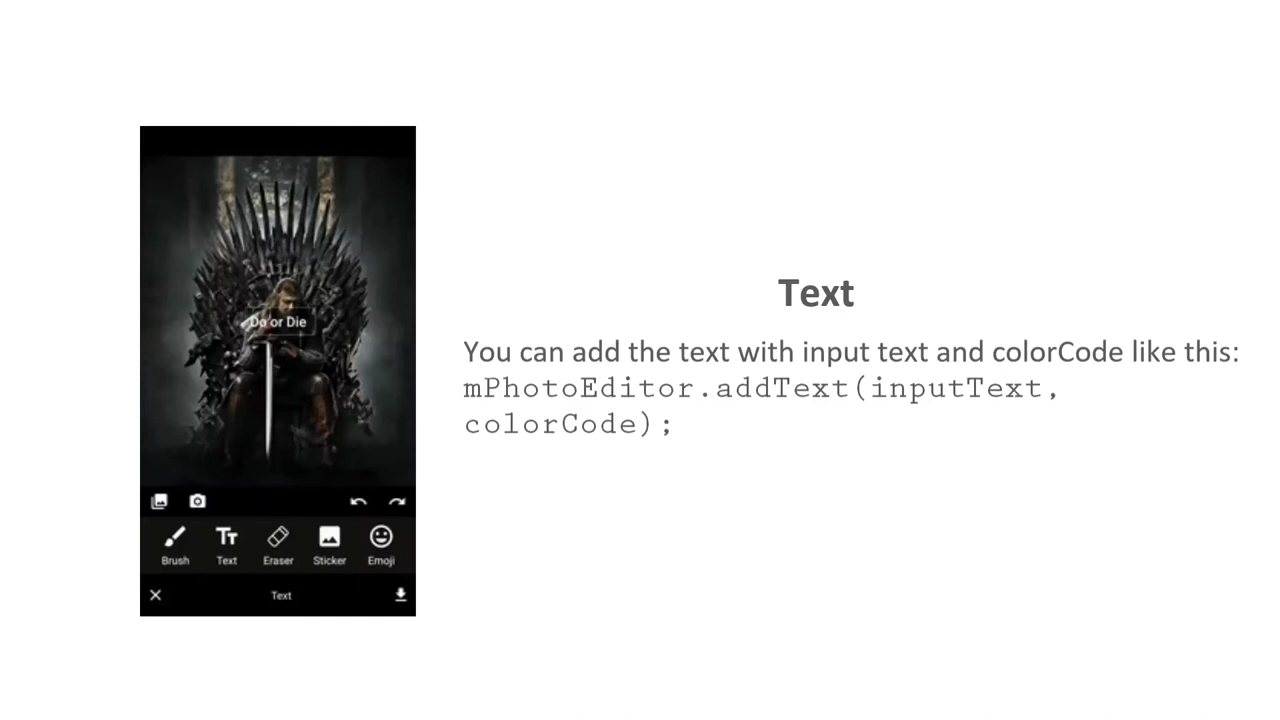 Do or Die
Brush Text Eraser Sticker Emoji
Text
Text
You can add the text with input text and colorCode like this:
mPhotoEditor.addText(inputText,
colorCode);